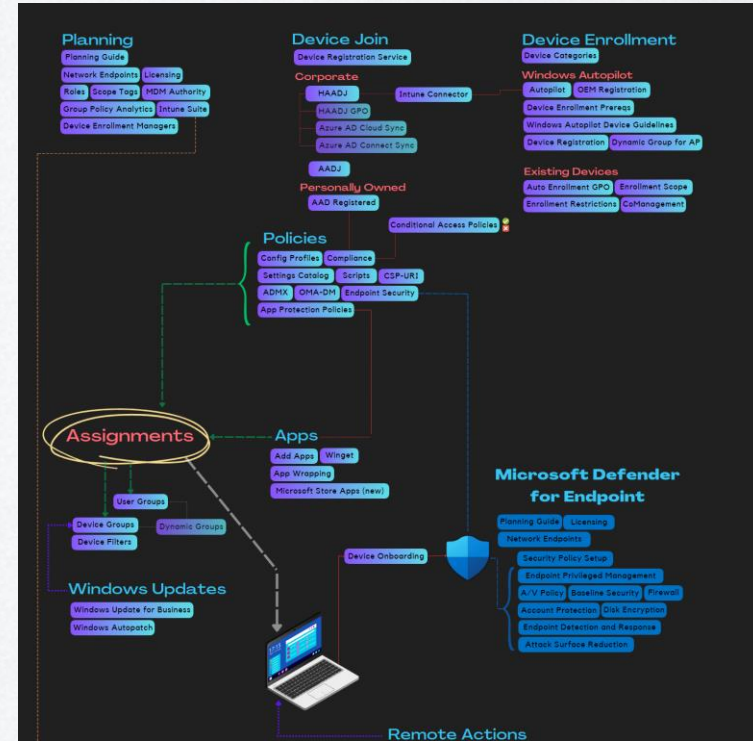 Planning
Planning Guide
Network Endpoints Licensing
Roles Scope Tags MDM Authority
Group Policy Analytics Intune Suite
Device Enrollment Managers
Device Join
Device Registration Service
Corporate
HAADJ
Intune Connector
HAADJ GPO
Azure AD Cloud Sync
Azure AD Connect Sync
AADJ
Personally Owned
AAD Registered
Device Enrollment
Device Categories
Windows Autopilot
Autopilot OEM Registration
Device Enrollment Prereqs
Windows Autopilot Device Guidelines
Device Registration Dynamic Group for AP
Existing Devices
Auto Enrollment GPO Enrollment Scope
Enrollment Restrictions CoManagement
Conditional Access Policies
Policies
Config Profiles Compliance
Settings Catalog Scripts CSP-URI
ADMX OMA-DM Endpoint Security
App Protection Policies
Assignments
Apps
Add Apps Winget
App Wrapping
Microsoft Store Apps (new)
User Groups
Device Groups Dynamic Groups
Device Filters
Windows Updates
Windows Update for Business
Windows Autopatch
Device Onboarding
Microsoft Defender
for Endpoint
Planning Guide Licensing
Network Endpoints
Security Policy Setup
Endpoint Privileged Management
A/V Policy Baseline Security Firewall
Account Protection Disk Encryption
Endpoint Detection and Response
Attack Surface Reduction
Remote Actions